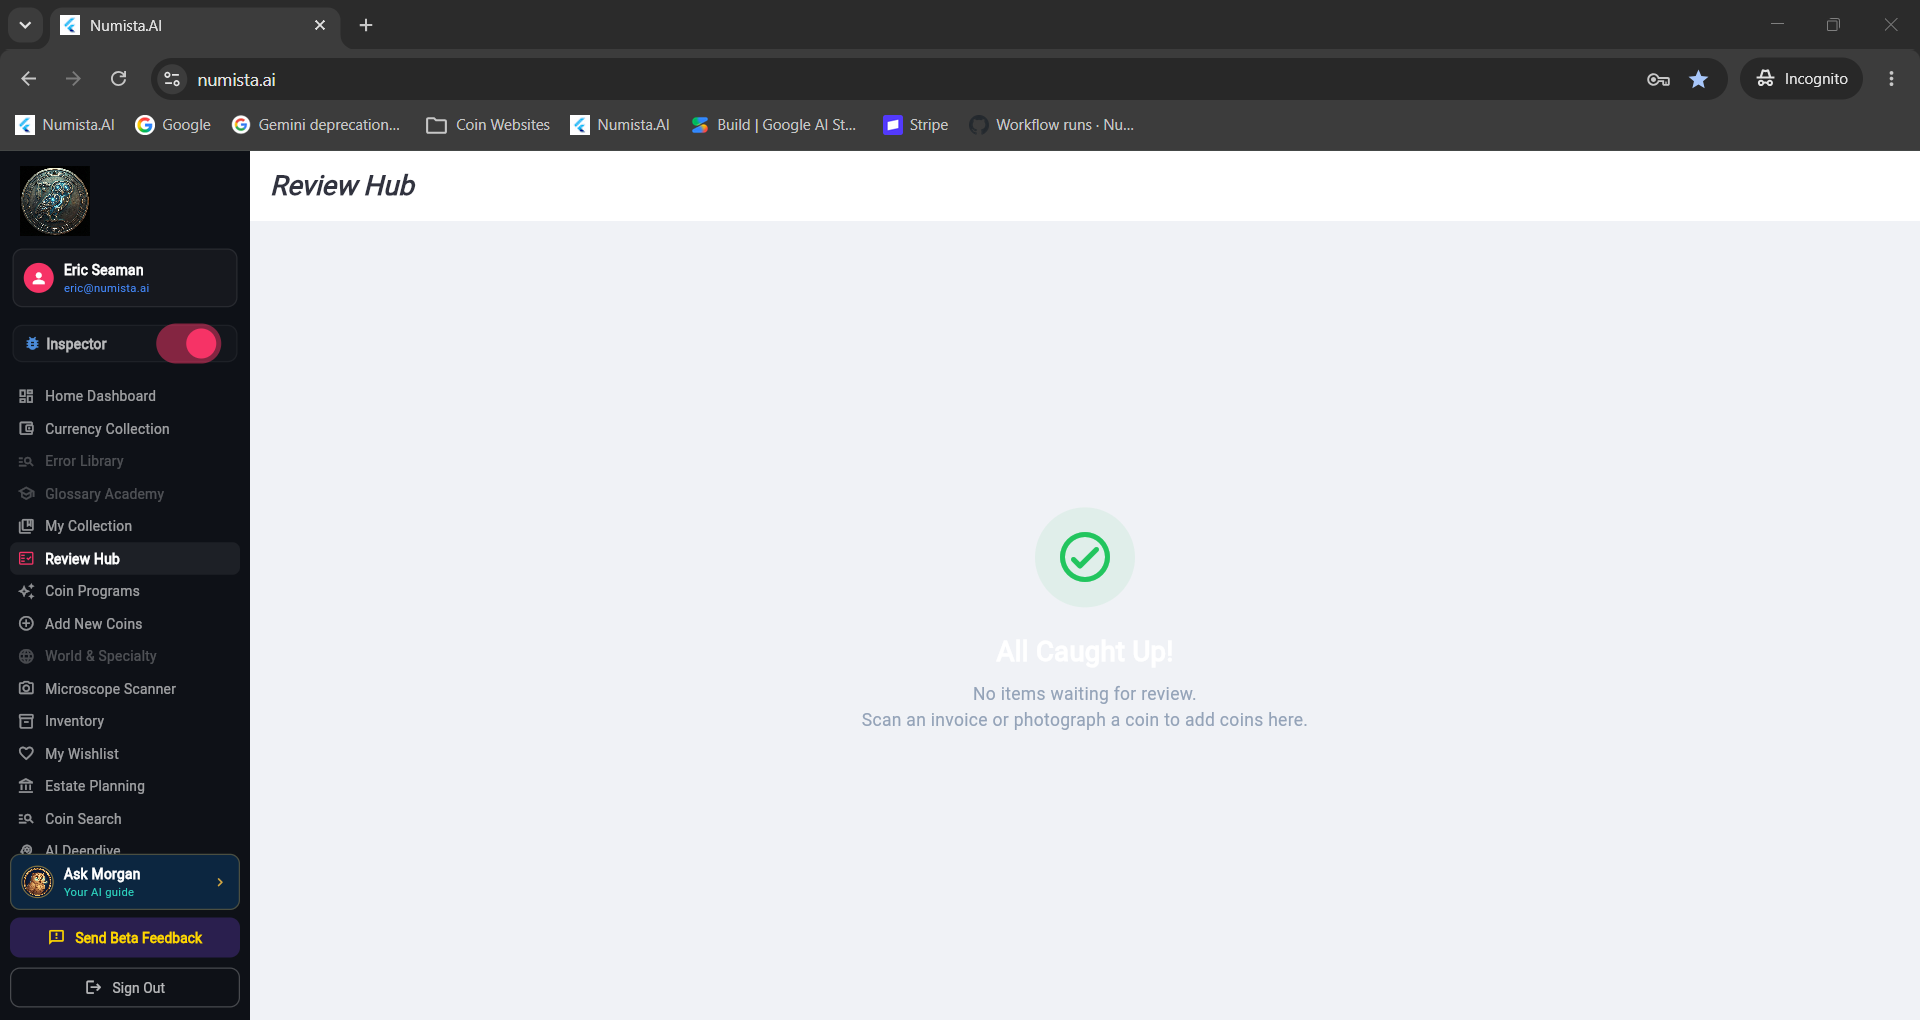 Numista.AI
numista.ai
Incognito
Numista.AI
Google
Gemini deprecation...
Coin Websites
Numista.AI
Build | Google AI St...
Stripe
Workflow runs · Nu...
Eric Seaman
eric@numista.ai
Inspector
Home Dashboard
Currency Collection
Error Library
Glossary Academy
My Collection
Review Hub
Coin Programs
Add New Coins
World & Specialty
Microscope Scanner
Inventory
My Wishlist
Estate Planning
Coin Search
AI Deepdive
Ask Morgan
Your AI guide
Send Beta Feedback
Sign Out
Review Hub
All Caught Up!
No items waiting for review.
Scan an invoice or photograph a coin to add coins here.